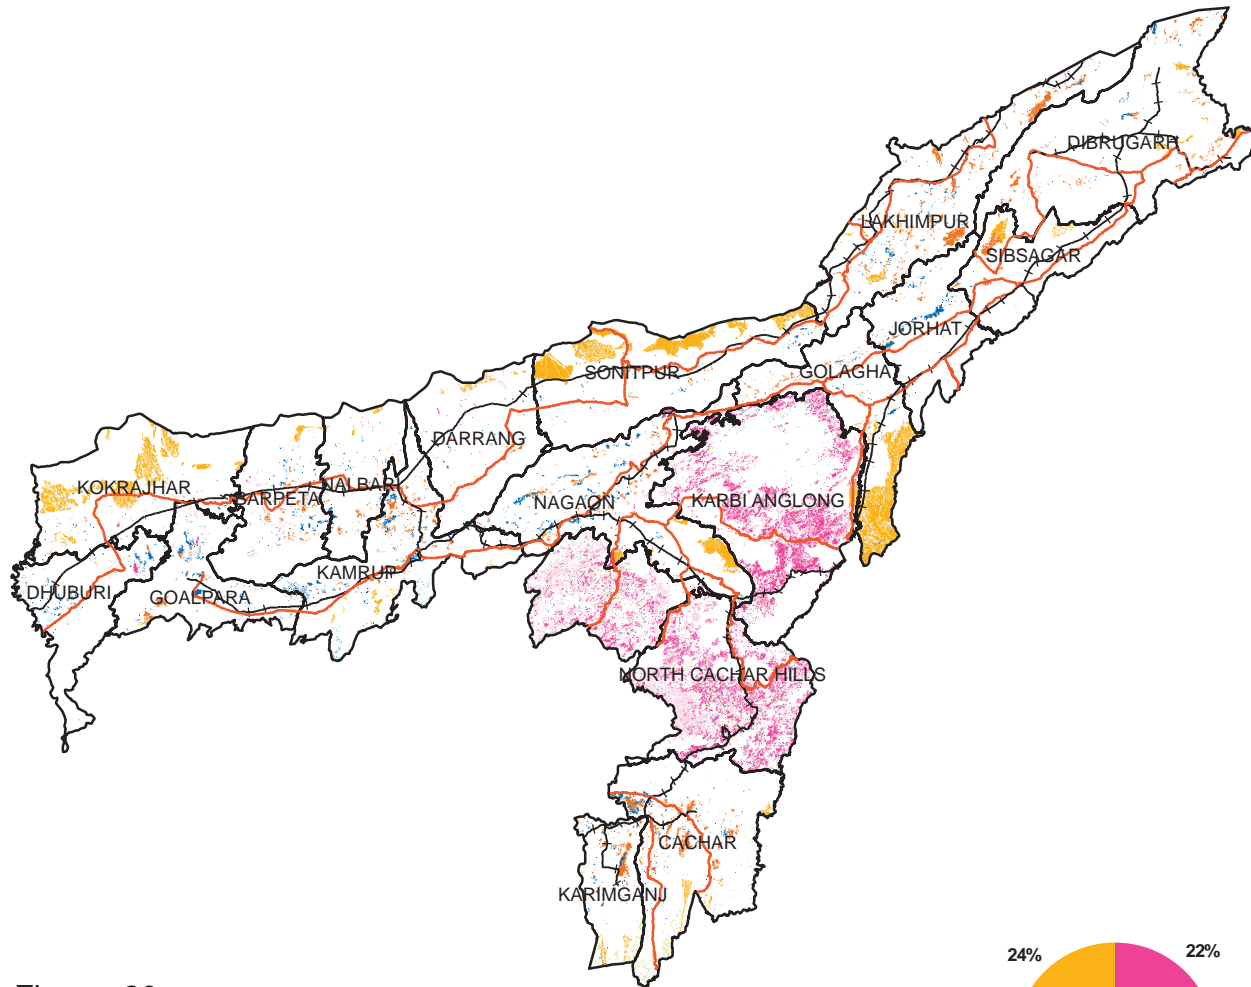 DIBRUGARH
LAKHIMPUR
SIBSAGAR
JORHAT
SONITPUR
GOLAGHA
DARRANG
KOKRAJHAR
BARPETA
NALBARI
NAGAON
KARBI ANGLONG
DHUBURI
GOALPARA
KAMRUP
NORTH CACHAR HILLS
CACHAR
KARIMGANJ
24%
22%